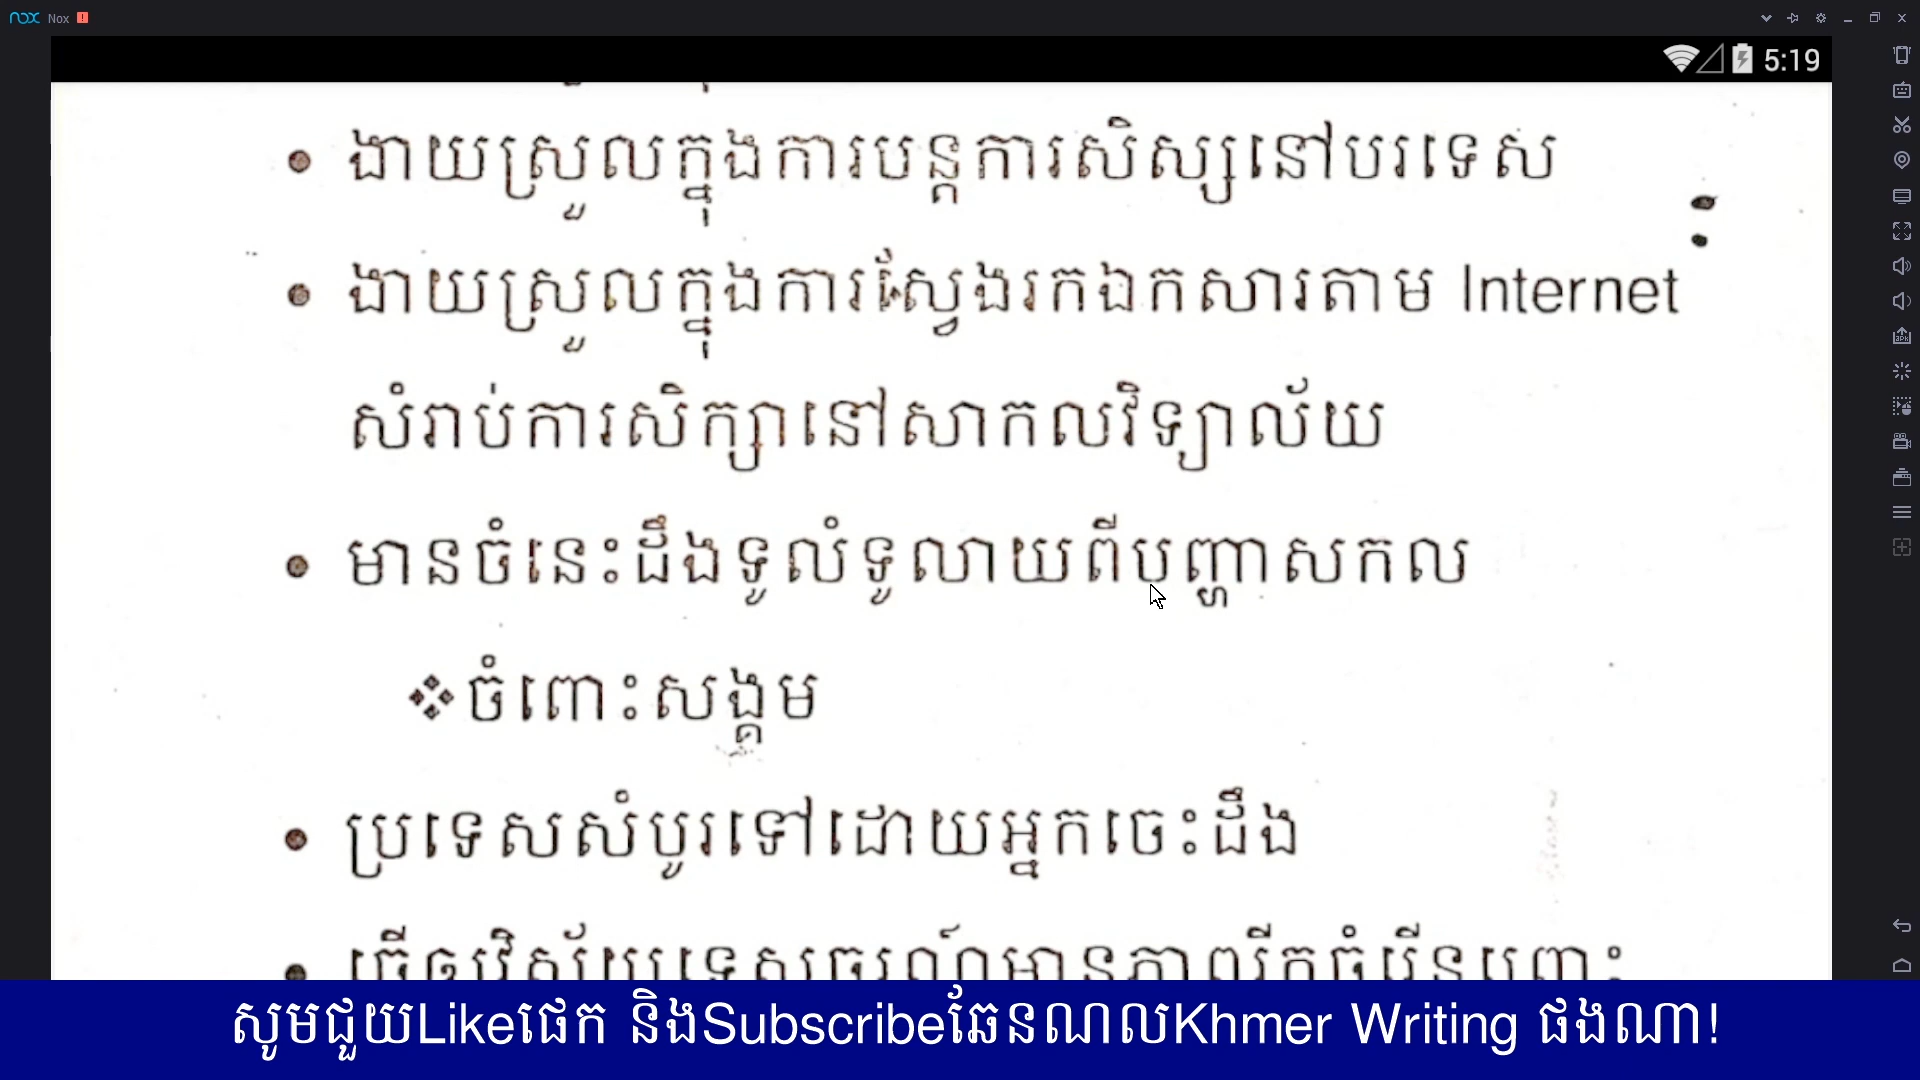 Nox
5:19
• ងាយស្រួលក្នុងការបន្តការសិស្សនៅបរទេស
• ងាយស្រួលក្នុងការស្វែងរកឯកសារតាម Internet
សំរាប់ការសិក្សានៅសាកលវិទ្យាល័យ
• មានចំនេះដឹងទូលំទូលាយពីបញ្ហាសកល
❖ចំពោះសង្គម
• ប្រទេសសំបូរទៅដោយអ្នកចេះដឹង
សូមជួយLikeផេក និងSubscribeឆែនណលKhmer Writing ផងណា!